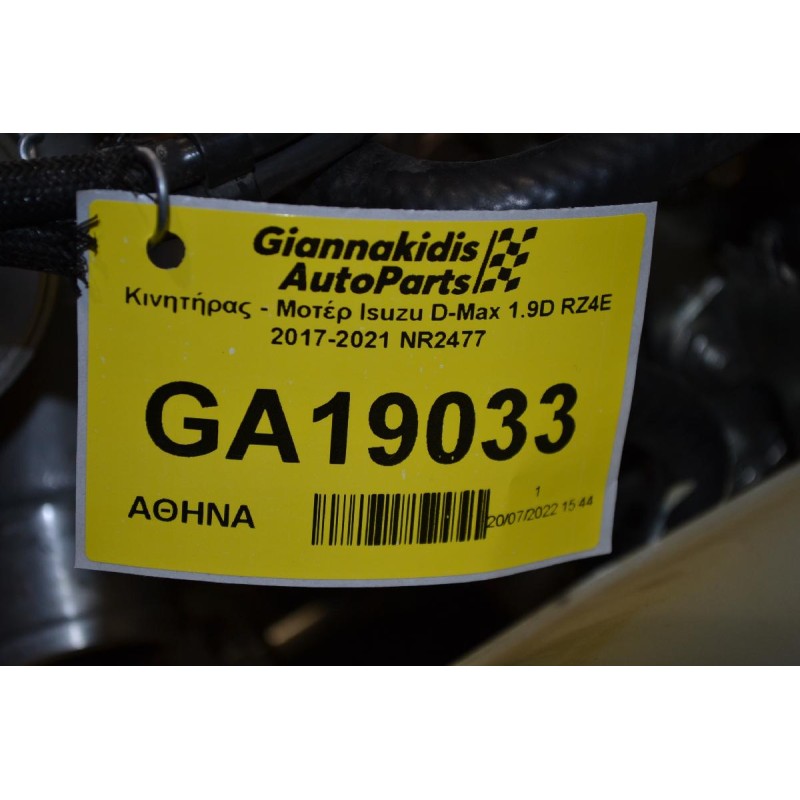 Giannakidis
AutoParts
Κινητήρας - Μοτέρ Isuzu D-Max 1.9D RZ4E
2017-2021 NR2477
GA19033
ΑΘΗΝΑ
1
20/07/2022 15:44